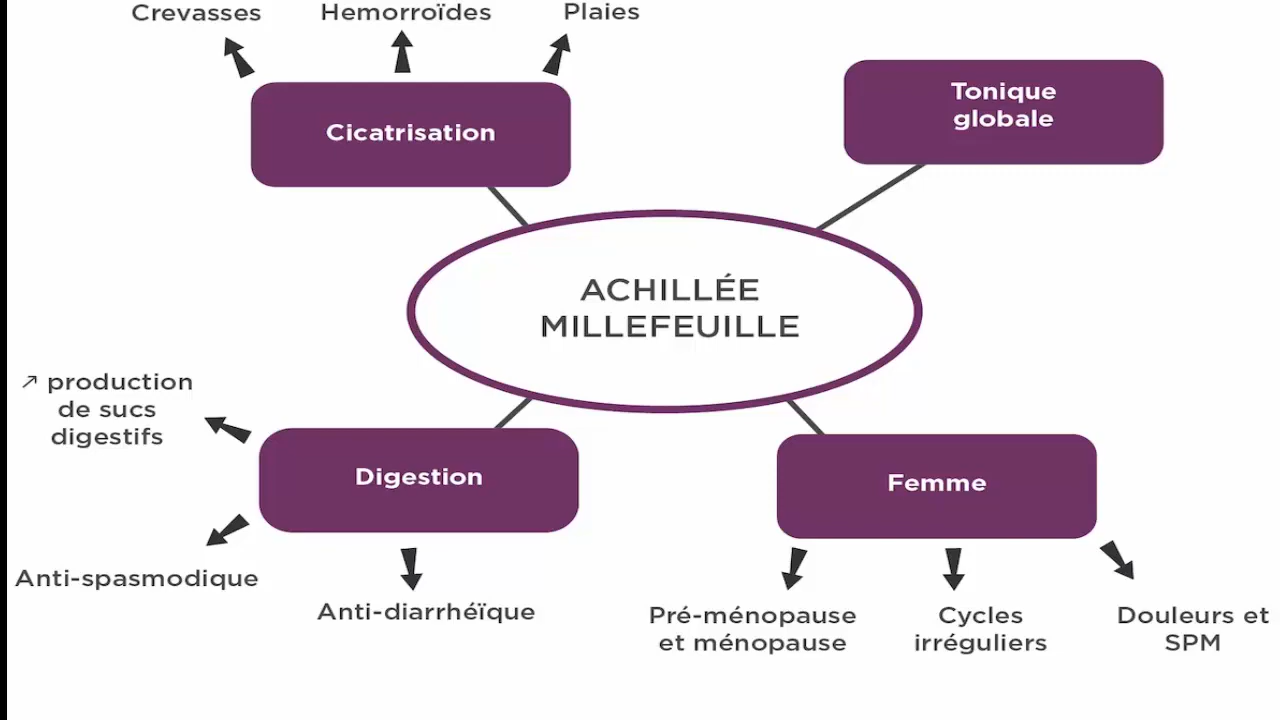 Crevasses
Hemorroïdes
Plaies
Cicatrisation
Tonique
globale
ACHILLÉE
MILLEFEUILLE
↗ production
de sucs
digestifs
Digestion
Anti-spasmodique
Anti-diarrhéïque
Femme
Pré-ménopause
et ménopause
Cycles
irréguliers
Douleurs et
SPM